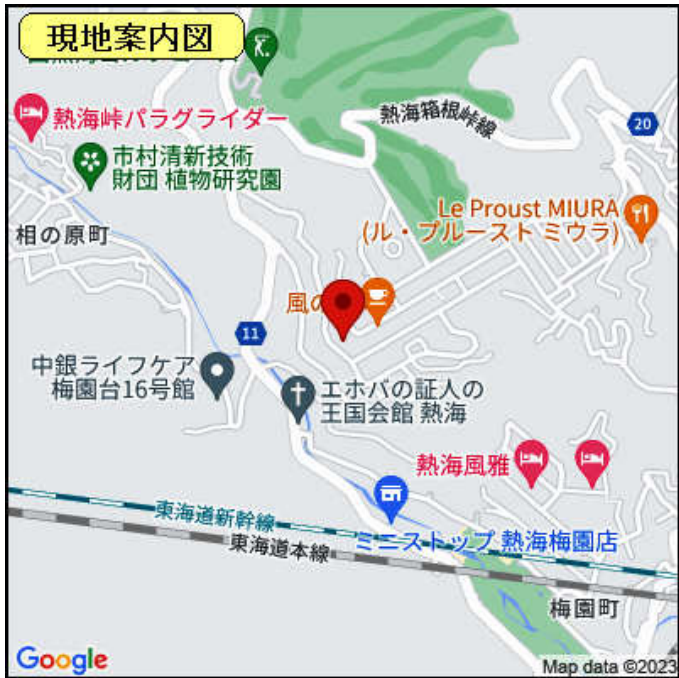 現地案内図
熱海峠パラグライダー
熱海箱根峠線
20
市村清新技術
財団 植物研究園
Le Proust MIURA
(ル・プルースト ミウラ)
相の原町
風の
11
中銀ライフケア
梅園台16号館
エホバの証人の
王国会館 熱海
熱海風雅
東海道新幹線
ミニストップ 熱海梅園店
東海道本線
梅園町
Google
Map data ©2023